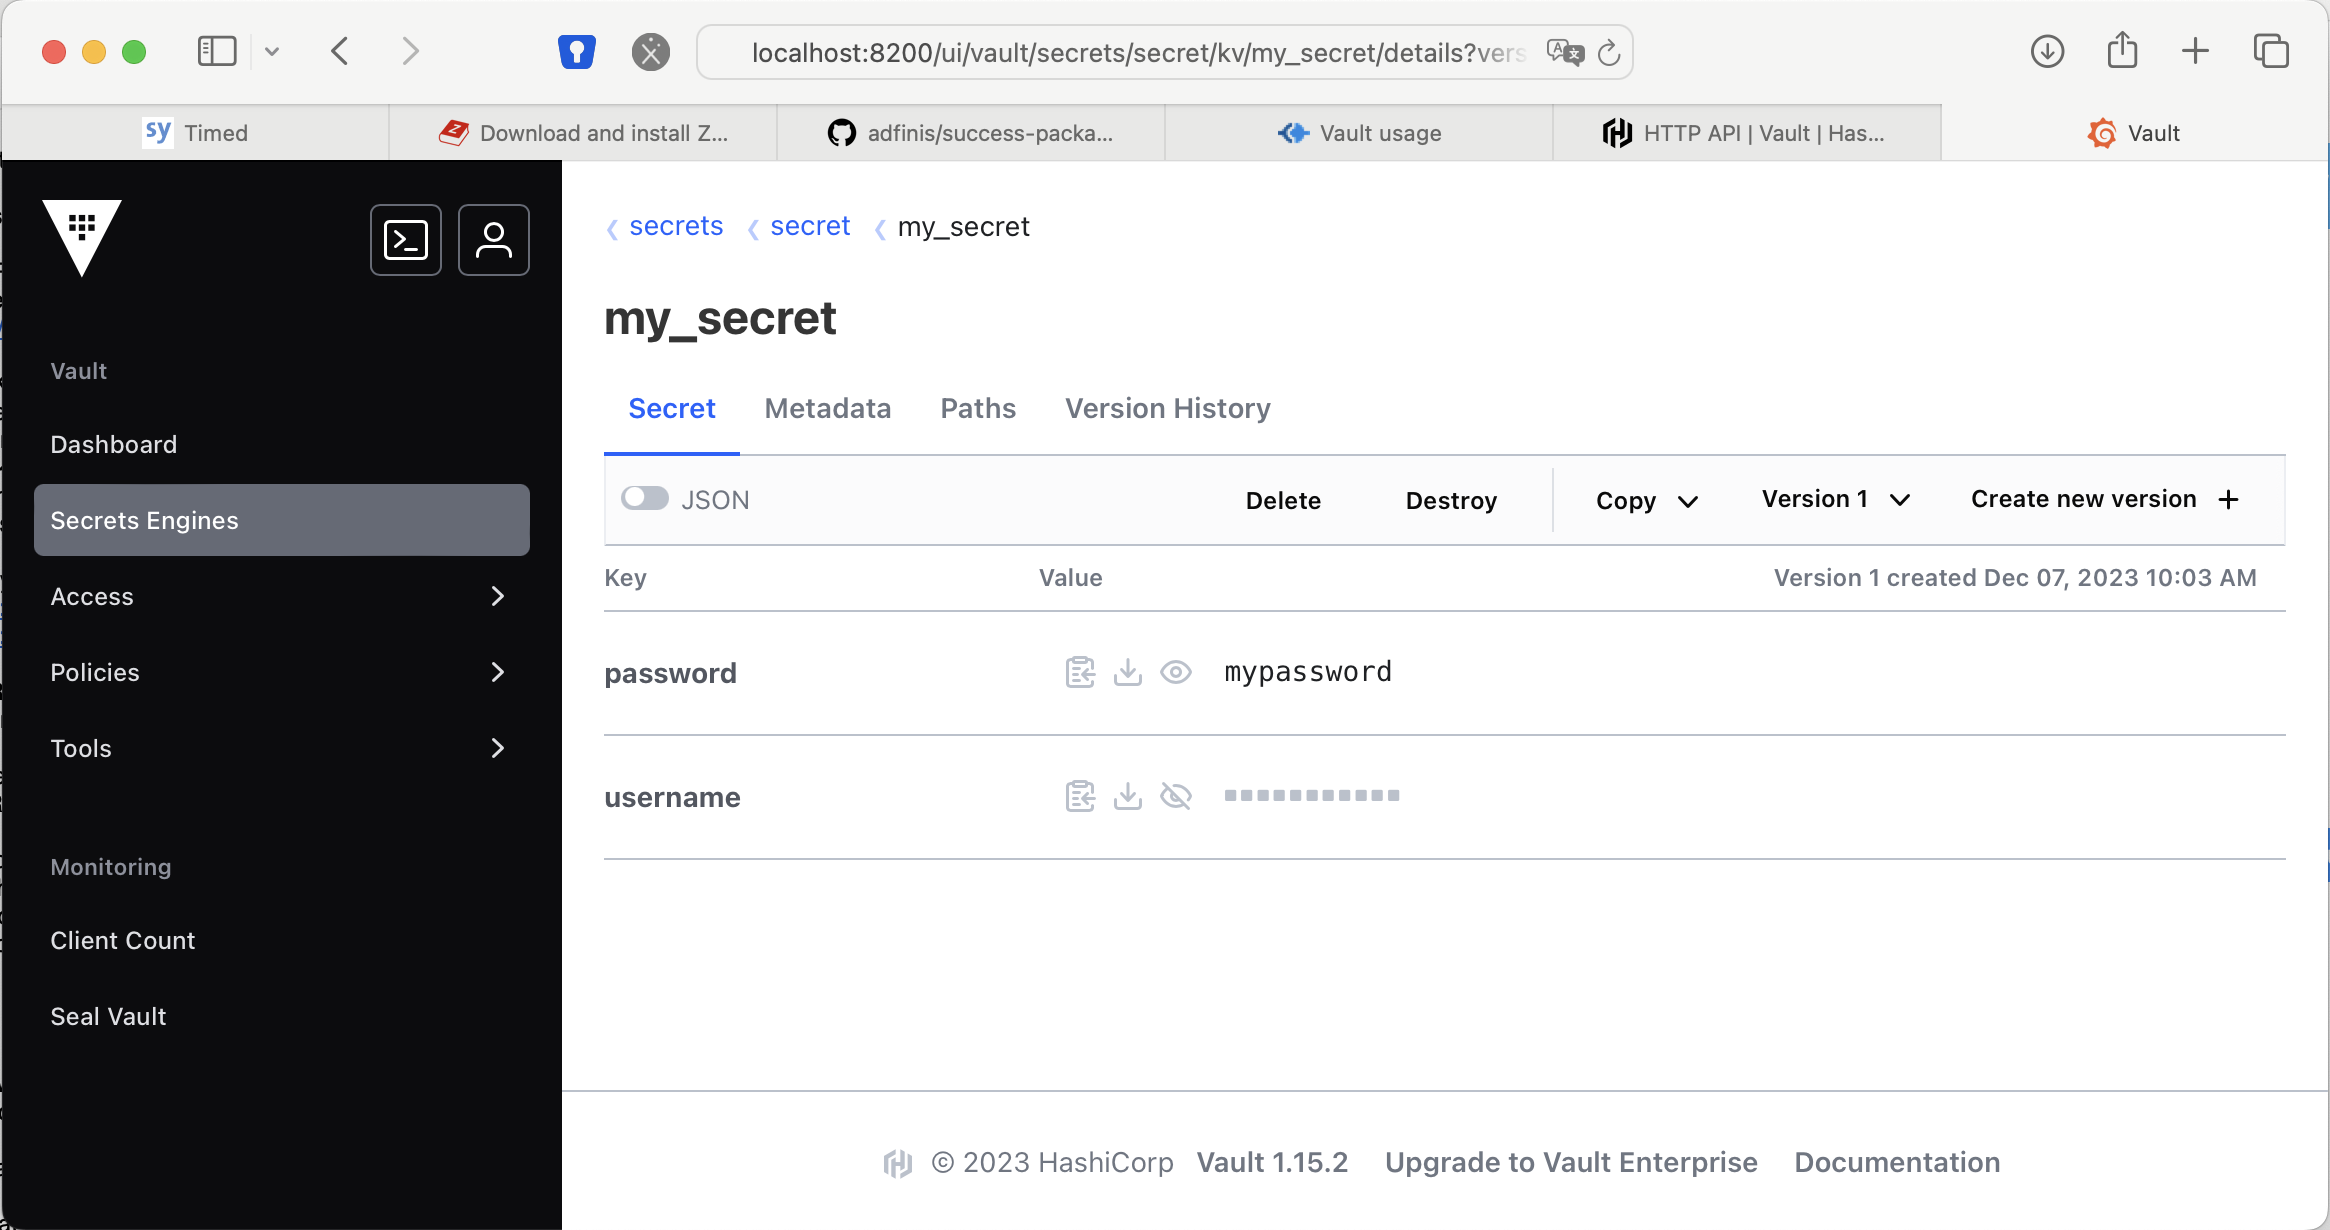 localhost:8200/ui/vault/secrets/secret/kv/my_secret/details?vers
sy Timed
Download and install Z...
adfinis/success-packa...
Vault usage
HTTP API | Vault | Has...
Vault
secrets secret my_secret
my_secret
Vault
Dashboard
Secrets Engines
Access
Policies
Tools
Monitoring
Client Count
Seal Vault
Secret Metadata Paths Version History
JSON Delete Destroy Copy Version 1 Create new version +
Key Value Version 1 created Dec 07, 2023 10:03 AM
password mypassword
username
© 2023 HashiCorp Vault 1.15.2 Upgrade to Vault Enterprise Documentation